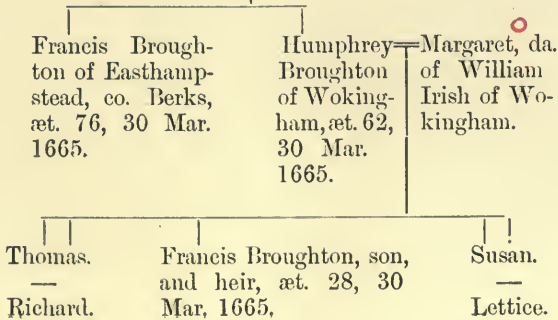 Francis Brough-
ton of Easthamp-
stead, co. Berks,
æt. 76, 30 Mar.
1665.
Humphrey
Broughton
of Woking-
ham, æt. 62,
30 Mar.
1665.
Margaret, da.
of William
Irish of Wo-
kingham.
Thomas.
Richard.
Francis Broughton, son,
and heir, æt. 28, 30
Mar, 1665,
Susan.
Lettice.